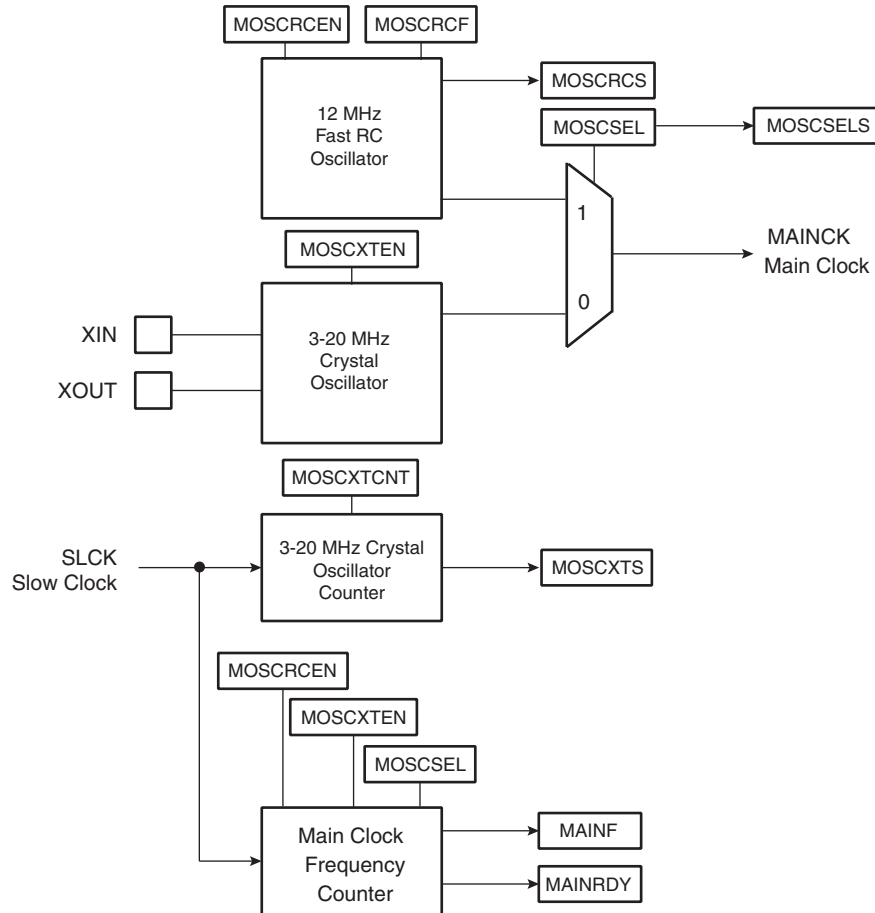 MOSCRCEN
MOSCRCF
12 MHz
Fast RC
Oscillator
MOSCRCS
MOSCSEL
MOSCSELS
1
0
MAINCK
Main Clock
MOSCXTEN
XIN
XOUT
3-20 MHz
Crystal
Oscillator
MOSCXTCNT
SLCK
Slow Clock
3-20 MHz Crystal
Oscillator
Counter
MOSCXTS
MOSCRCEN
MOSCXTEN
MOSCSEL
Main Clock
Frequency
Counter
MAINF
MAINRDY